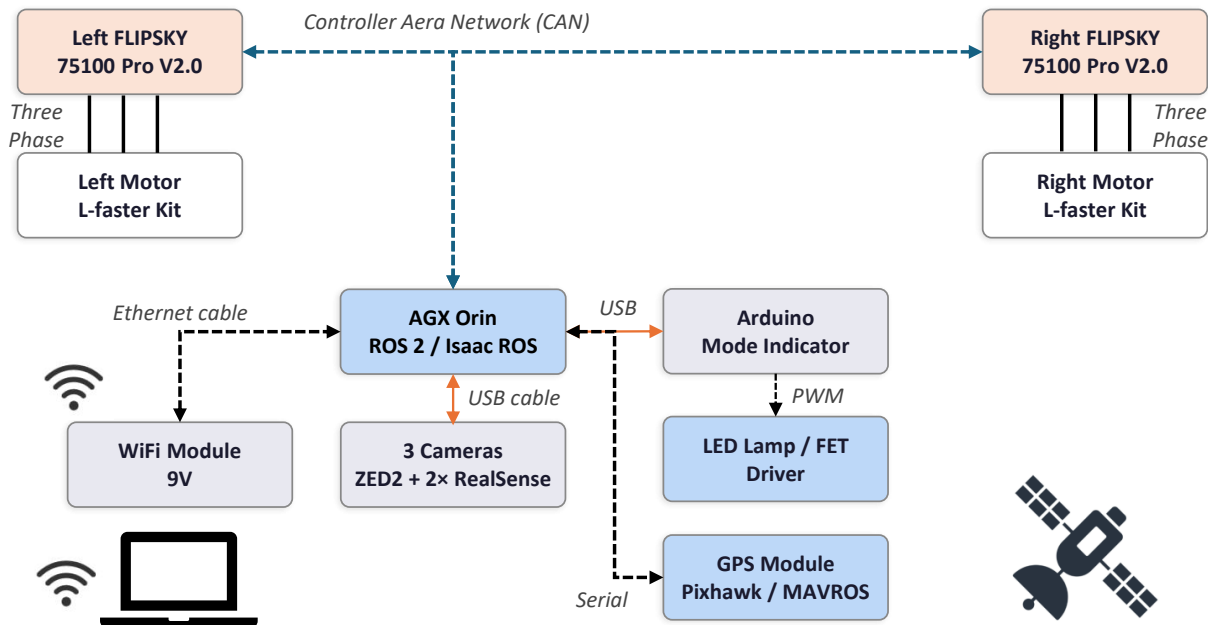 Controller Aera Network (CAN)
Left FLIPSKY
75100 Pro V2.0
Right FLIPSKY
75100 Pro V2.0
Three
Phase
Three
Phase
Left Motor
L-faster Kit
Right Motor
L-faster Kit
Ethernet cable
AGX Orin
ROS 2 / Isaac ROS
USB
Arduino
Mode Indicator
USB cable
PWM
WiFi Module
9V
3 Cameras
ZED2 + 2× RealSense
LED Lamp / FET
Driver
GPS Module
Pixhawk / MAVROS
Serial